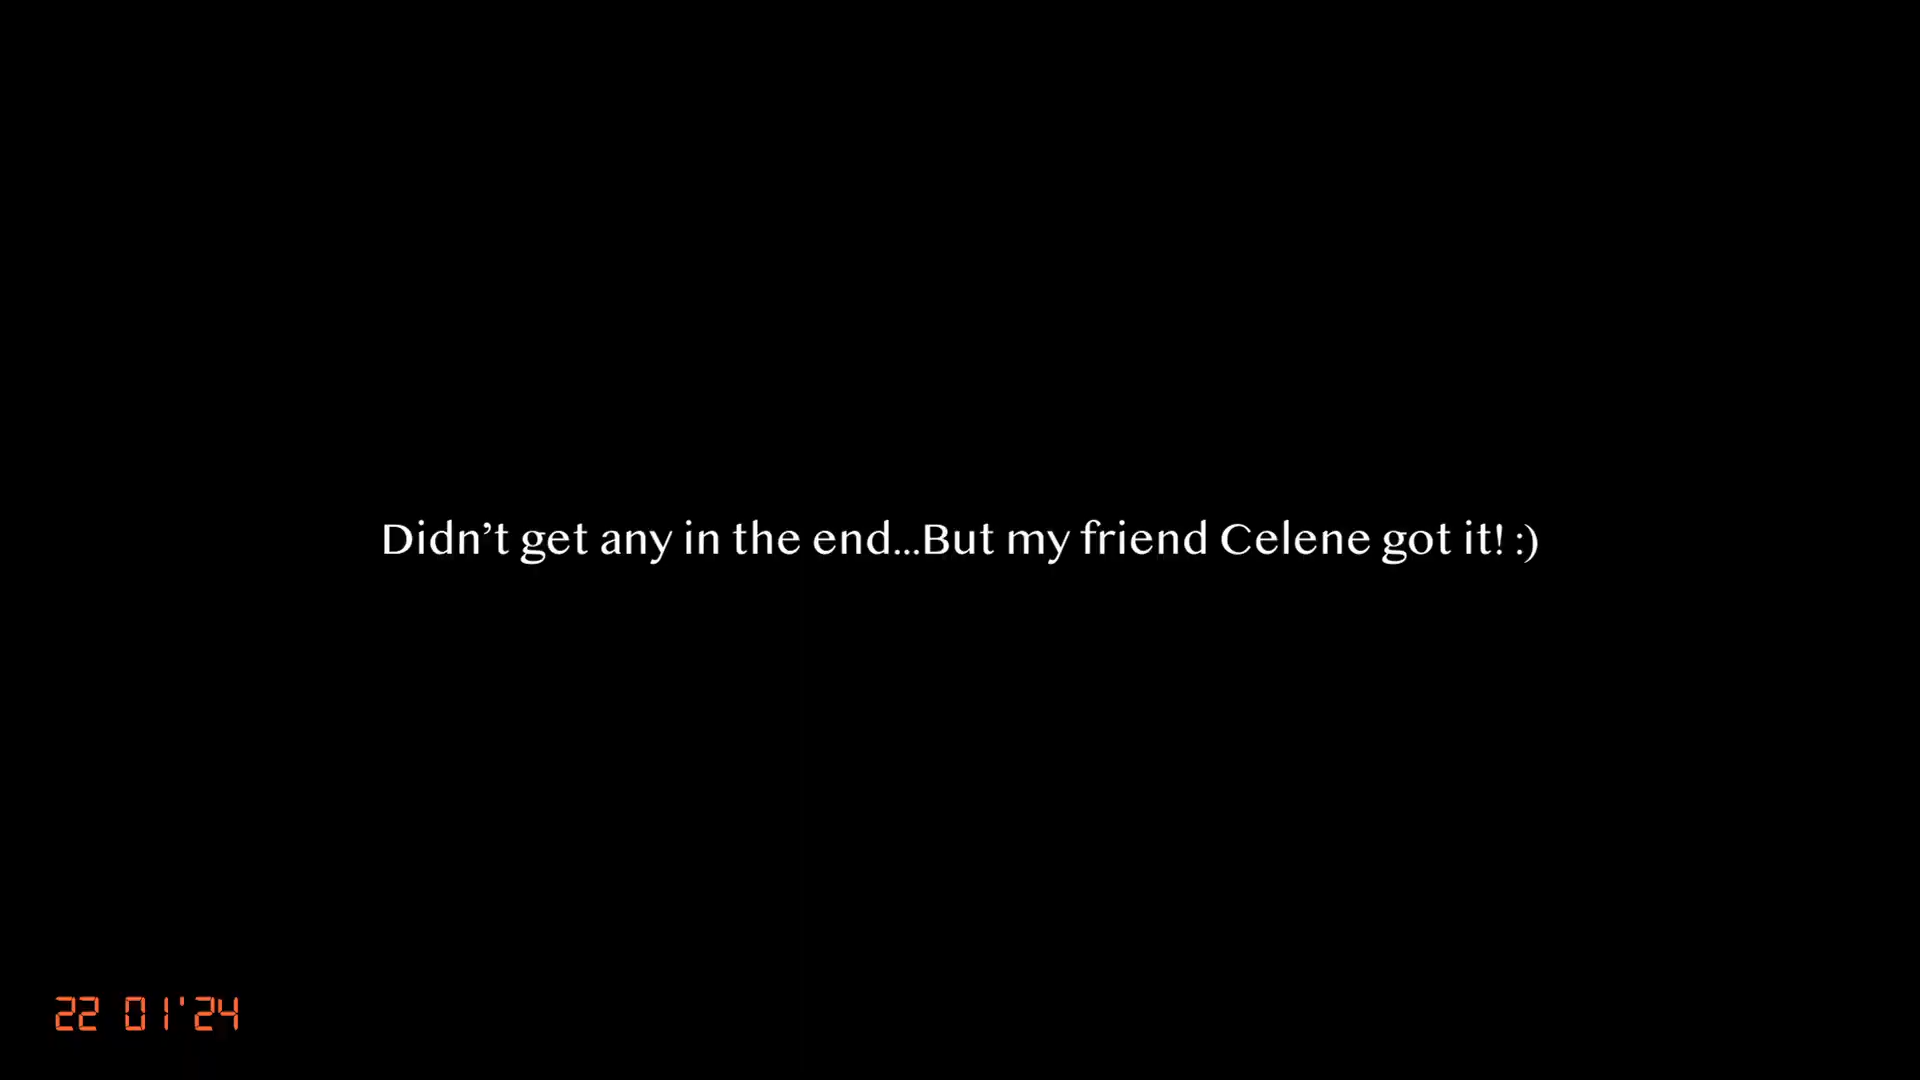 Didn’t get any in the end...But my friend Celene got it! :)
22 01'24